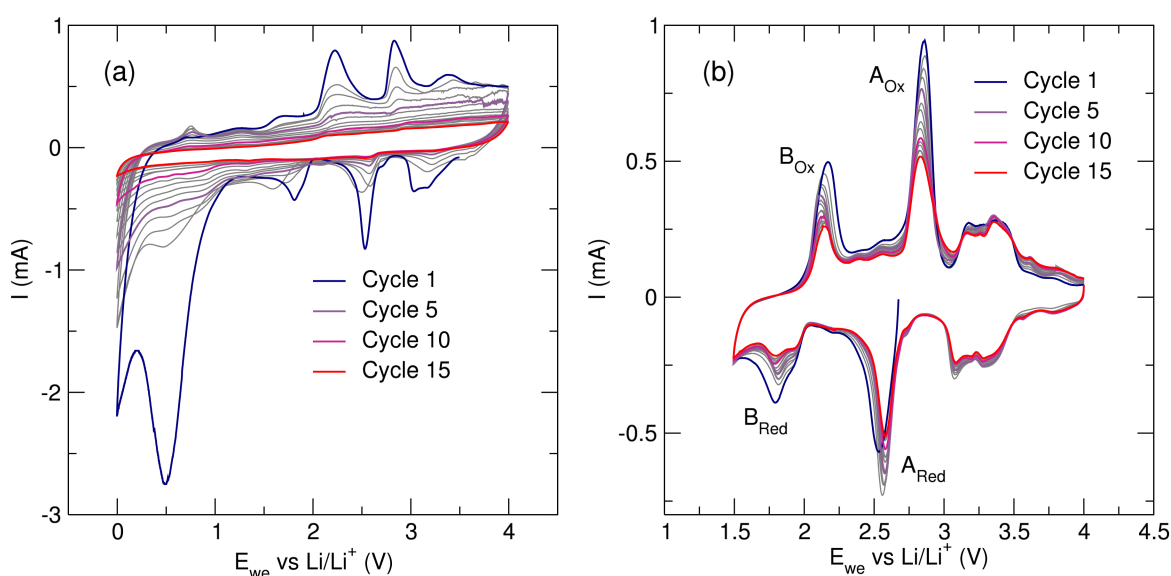 1
0
-1
-2
-3
I (mA)
0
1
2
3
4
E_we vs Li/Li⁺ (V)
(a)
Cycle 1
Cycle 5
Cycle 10
Cycle 15
1
0.5
0
-0.5
I (mA)
1
1.5
2
2.5
3
3.5
4
4.5
E_we vs Li/Li⁺ (V)
(b)
A_Ox
B_Ox
B_Red
A_Red
Cycle 1
Cycle 5
Cycle 10
Cycle 15